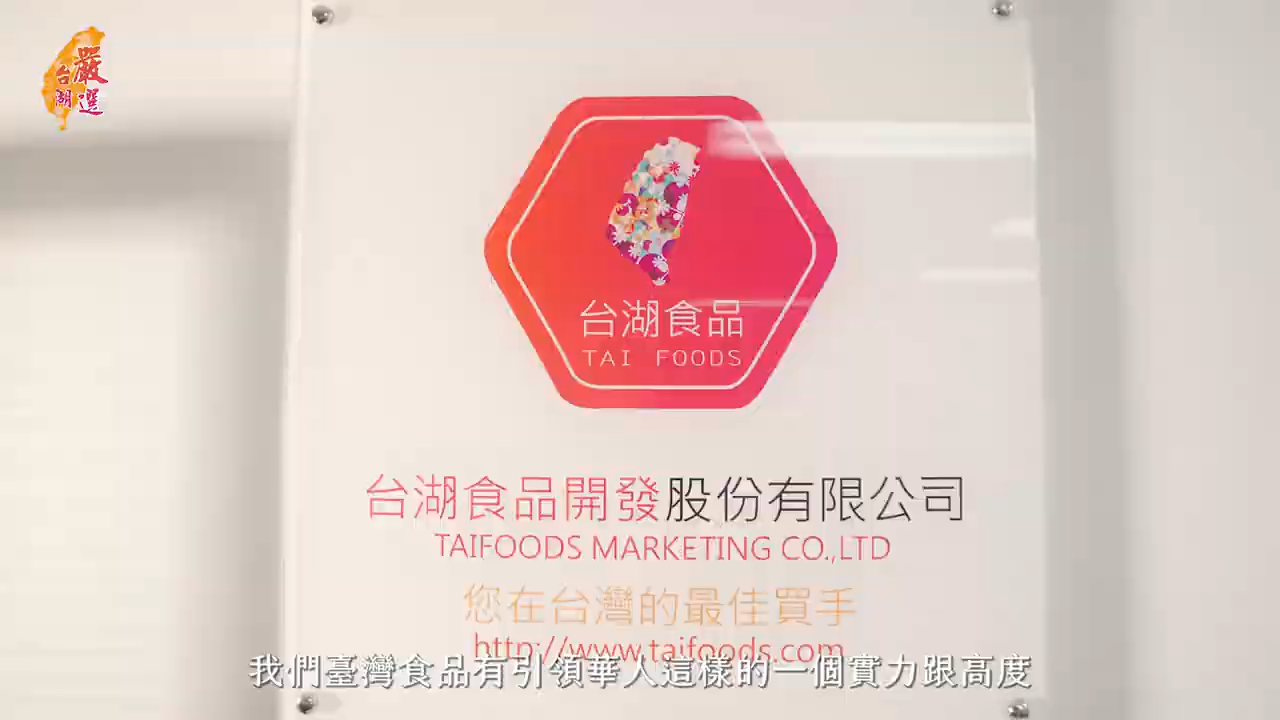 台湖
嚴選
台湖食品
TAI FOODS
台湖食品開發股份有限公司
TAIFOODS MARKETING CO.,LTD
您在台灣的最佳買手
http://www.taifoods.com
我們臺灣食品有引領華人這樣的一個實力跟高度